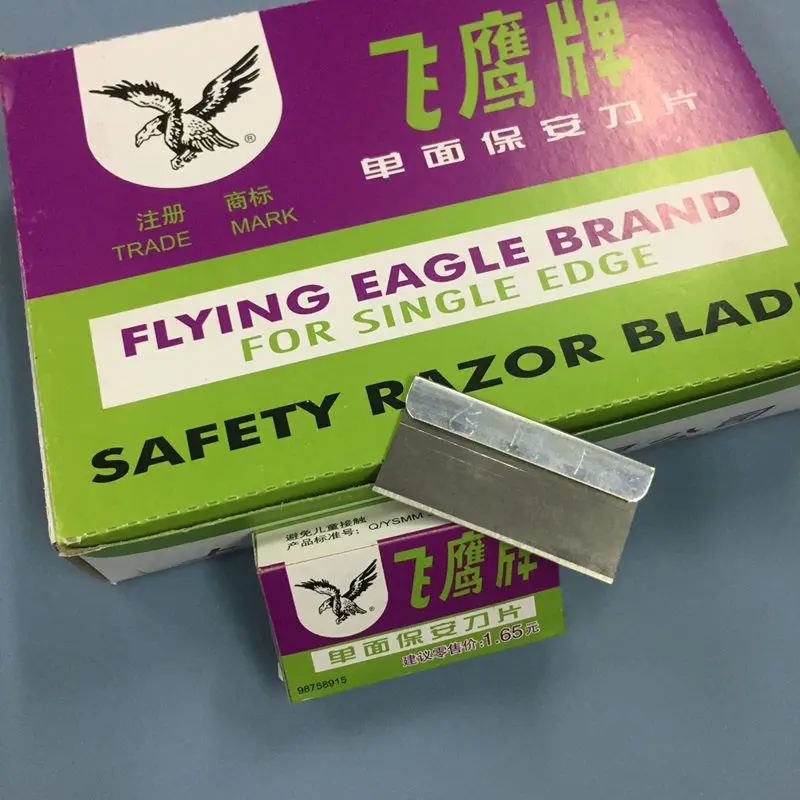 飞鹰牌
单面保安刀片
®
注册 商标
TRADE MARK
FLYING EAGLE BRAND
FOR SINGLE EDGE
SAFETY RAZOR BLAD
避免儿童接触
产品标准号: Q/YSMM
飞鹰牌
®
单面保安刀片
建议零售价:1.65元
98758915